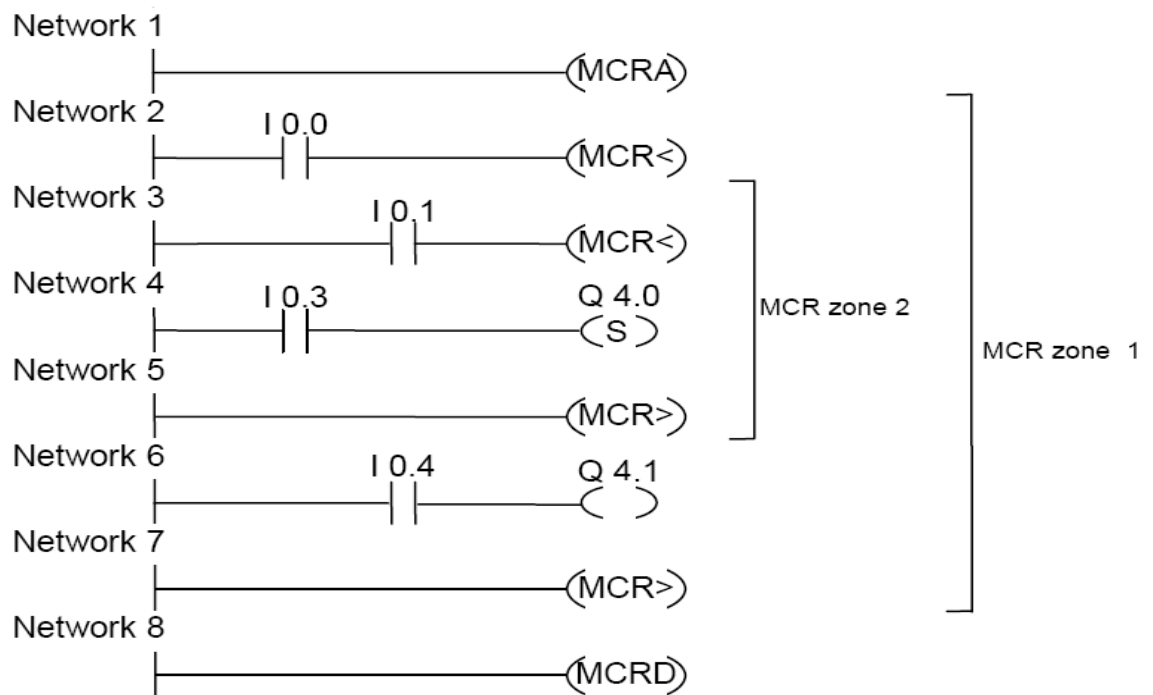 Network 1
(MCRA)
Network 2
I 0.0
(MCR<)
Network 3
I 0.1
(MCR<)
Network 4
I 0.3
Q 4.0
(S)
MCR zone 2
MCR zone 1
Network 5
(MCR>)
Network 6
I 0.4
Q 4.1
( )
Network 7
(MCR>)
Network 8
(MCRD)